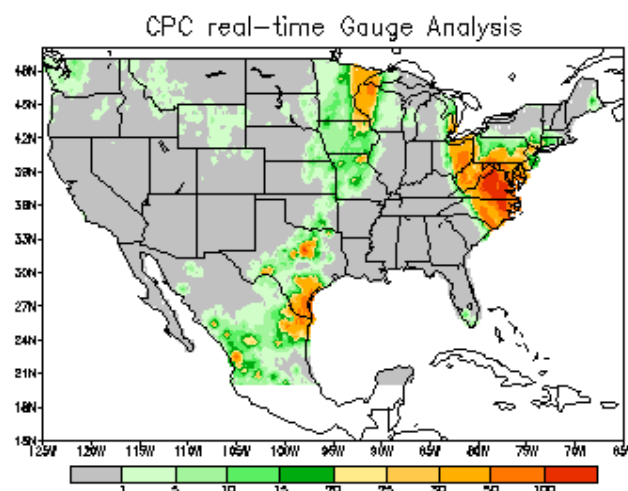 CPC real-time Gauge Analysis
48N
45N
42N
39N
36N
33N
30N
27N
24N
21N
18N
15N
125W 120W 115W 110W 105W 100W 95W 90W 85W 80W 75W 70W 65W
1 5 10 15 20 25 30 50 100